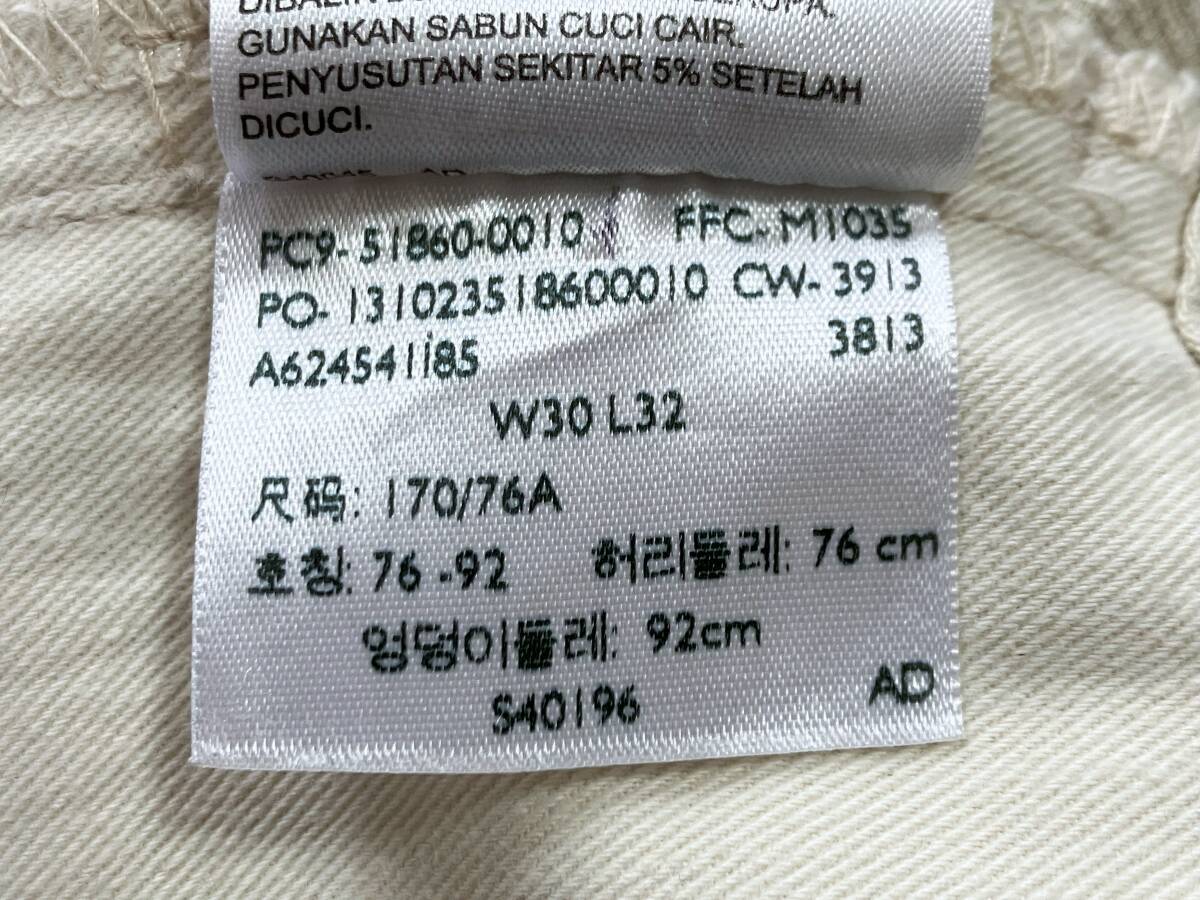 GUNAKAN SABUN CUCI CAIR.
PENYUSUTAN SEKITAR 5% SETELAH
DICUCI.
PC9-51860-0010 FFC-M1035
PO-131023518600010 CW-3913
A624541185 3813
W30 L32
尺码: 170/76A
호칭: 76-92 허리둘레: 76 cm
엉덩이둘레: 92cm
S40196 AD